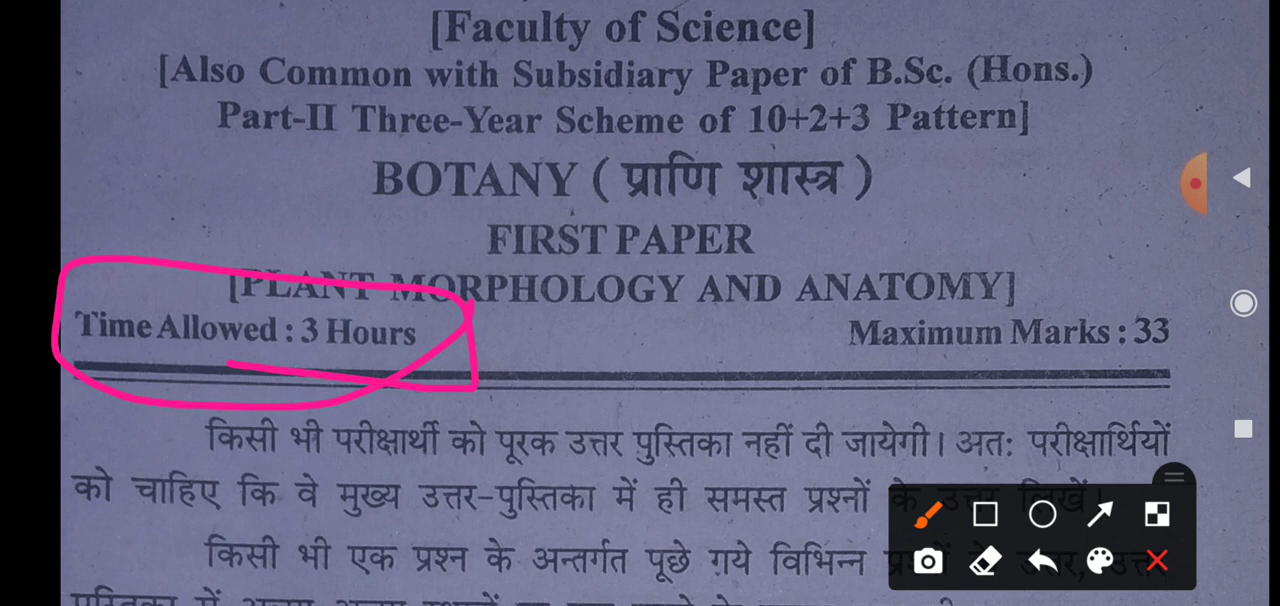 [Faculty of Science]
[Also Common with Subsidiary Paper of B.Sc. (Hons.)
Part-II Three-Year Scheme of 10+2+3 Pattern]
BOTANY ( प्राणि शास्त्र )
FIRST PAPER
[PLANT MORPHOLOGY AND ANATOMY]
Time Allowed : 3 Hours Maximum Marks : 33
किसी भी परीक्षार्थी को पूरक उत्तर पुस्तिका नहीं दी जायेगी। अतः परीक्षार्थियों
को चाहिए कि वे मुख्य उत्तर-पुस्तिका में ही समस्त प्रश्नों के उत्तर लिखें।
किसी भी एक प्रश्न के अन्तर्गत पूछे गये विभिन्न